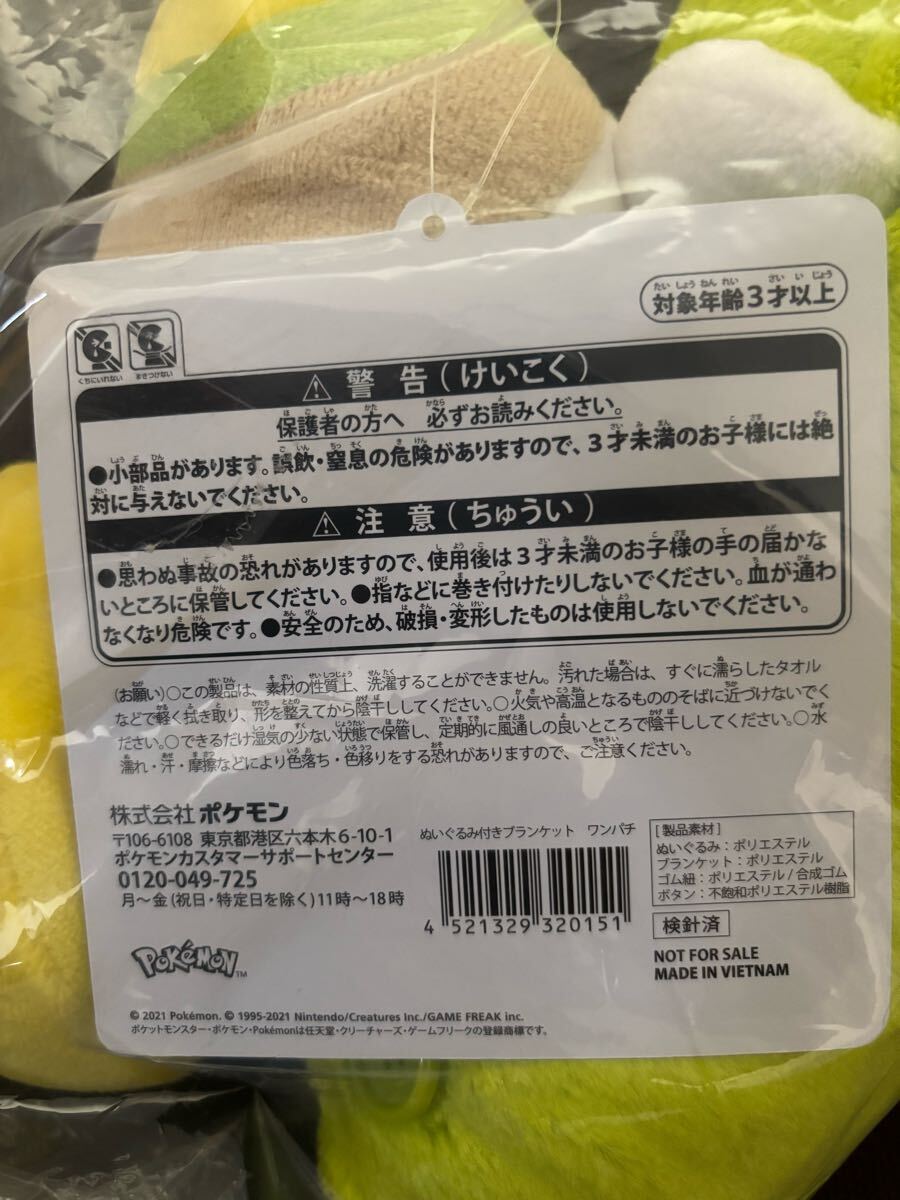 対象年齢3才以上
くちにいれない まきつけない
警告(けいこく)
保護者の方へ 必ずお読みください。
●小部品があります。誤飲・窒息の危険がありますので、3才未満のお子様には絶
対に与えないでください。
注意(ちゅうい)
●思わぬ事故の恐れがありますので、使用後は3才未満のお子様の手の届かな
いところに保管してください。●指などに巻き付けたりしないでください。血が通わ
なくなり危険です。●安全のため、破損・変形したものは使用しないでください。
(お願い)○この製品は、素材の性質上、洗濯することができません。汚れた場合は、すぐに濡らしたタオル
などで軽く拭き取り、形を整えてから陰干ししてください。○火気や高温となるもののそばに近づけないでく
ださい。○できるだけ湿気の少ない状態で保管し、定期的に風通しの良いところで陰干ししてください。○水
濡れ・汗・摩擦などにより色落ち・色移りをする恐れがありますので、ご注意ください。
株式会社 ポケモン
〒106-6108 東京都港区六本木6-10-1
ポケモンカスタマーサポートセンター
0120-049-725
月～金(祝日・特定日を除く)11時～18時
ぬいぐるみ付きブランケット ワンパチ
4 521329 320151
[製品素材]
ぬいぐるみ：ポリエステル
ブランケット：ポリエステル
ゴム紐：ポリエステル/合成ゴム
ボタン：不飽和ポリエステル樹脂
検針済
NOT FOR SALE
MADE IN VIETNAM
Pokémon™
© 2021 Pokémon. © 1995-2021 Nintendo/Creatures Inc./GAME FREAK inc.
ポケットモンスター・ポケモン・Pokémonは任天堂・クリーチャーズ・ゲームフリークの登録商標です。